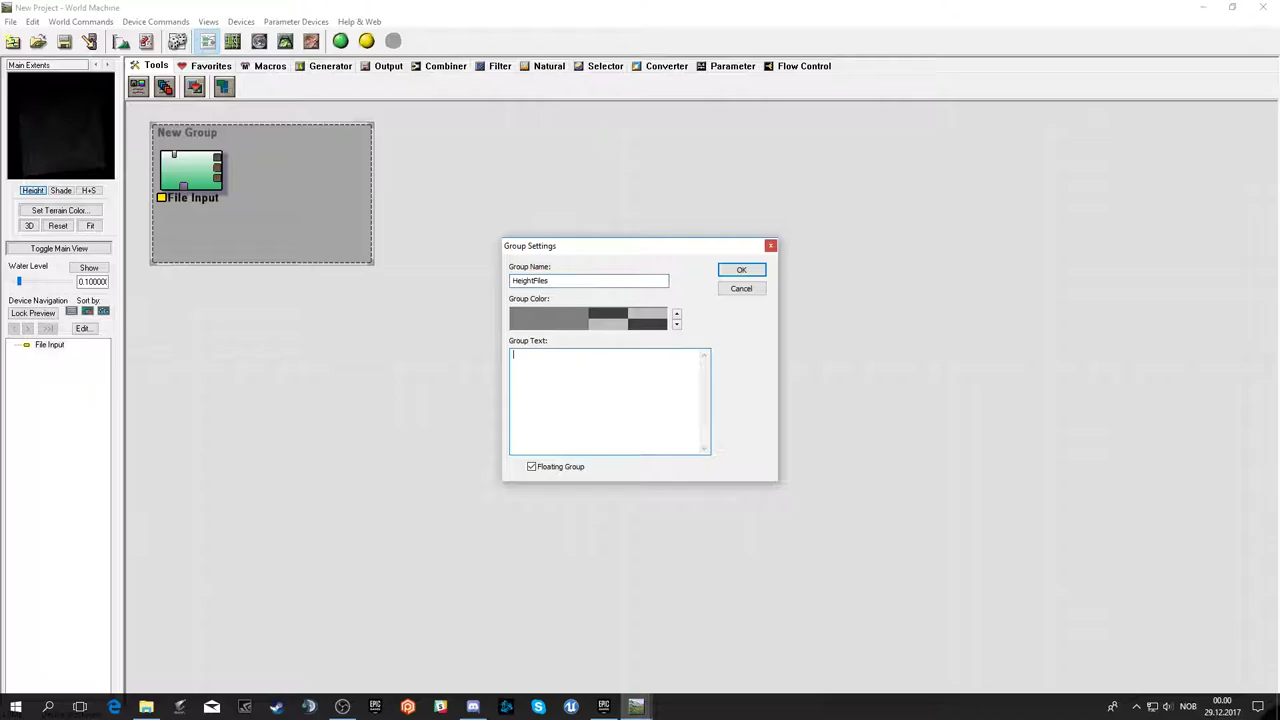 New Project - World Machine
File Edit World Commands Device Commands Views Devices Parameter Devices Help & Web
Main Extents
Tools Favorites Macros Generator Output Combiner Filter Natural Selector Converter Parameter Flow Control
New Group
File Input
Height Shade H+S
Set Terrain Color...
3D Reset Fit
Toggle Main View
Water Level Show
0.10000
Device Navigation Sort by:
Lock Preview
Edit...
File Input
Group Settings
Group Name:
HeightFiles
OK
Cancel
Group Color:
Group Text:
Floating Group
EPIC
EPIC
NOB
00.00
29.12.2017